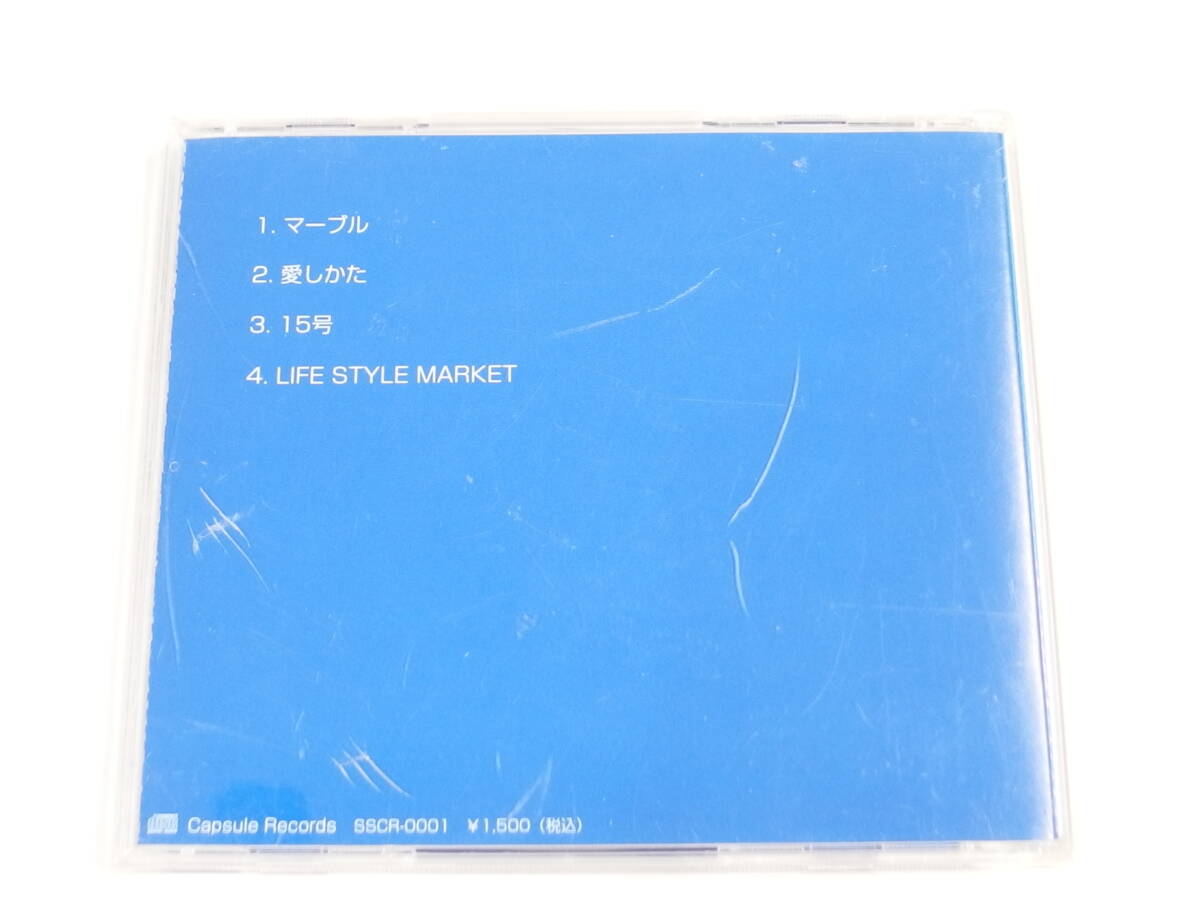 1. マーブル
2. 愛しかた
3. 15号
4. LIFE STYLE MARKET
Capsule Records SSCR-0001 ¥1,500（税込）